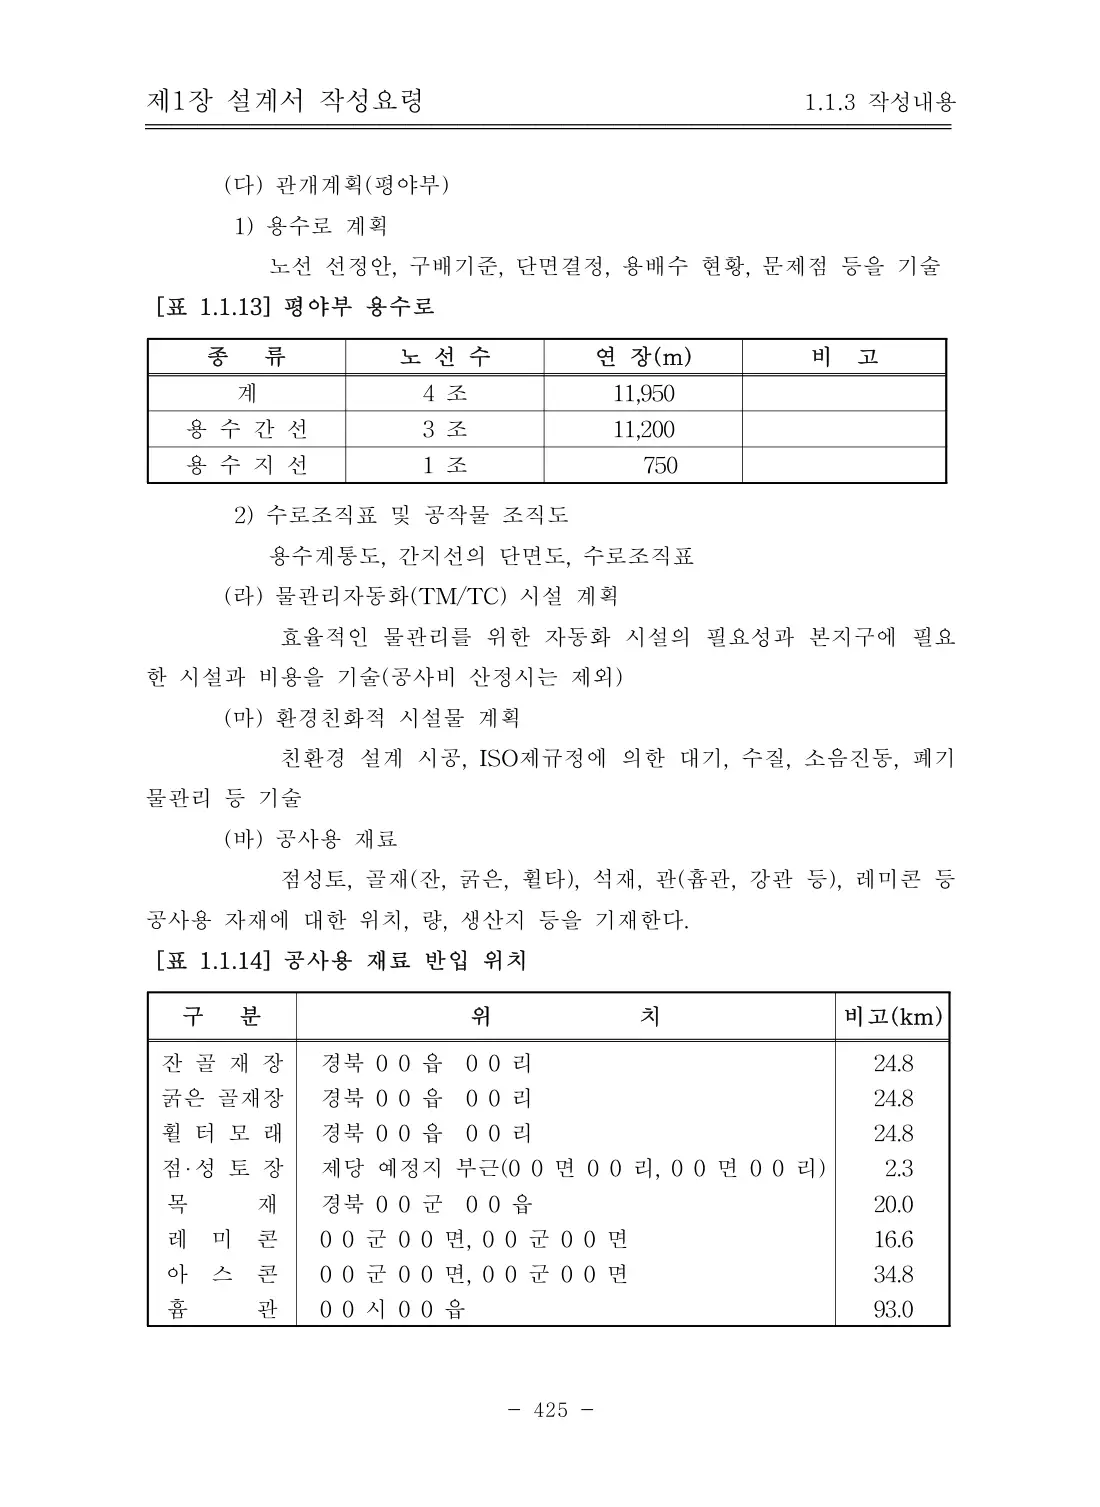 제1장 설계서 작성요령 1.1.3 작성내용
(다) 관개계획(평야부)
1) 용수로 계획
노선 선정안, 구배기준, 단면결정, 용배수 현황, 문제점 등을 기술
[표 1.1.13] 평야부 용수로
종 류 노 선 수 연 장(m) 비 고
계 4 조 11,950
용 수 간 선 3 조 11,200
용 수 지 선 1 조 750
2) 수로조직표 및 공작물 조직도
용수계통도, 간지선의 단면도, 수로조직표
(라) 물관리자동화(TM/TC) 시설 계획
효율적인 물관리를 위한 자동화 시설의 필요성과 본지구에 필요
한 시설과 비용을 기술(공사비 산정시는 제외)
(마) 환경친화적 시설물 계획
친환경 설계 시공, ISO제규정에 의한 대기, 수질, 소음진동, 폐기
물관리 등 기술
(바) 공사용 재료
점성토, 골재(잔, 굵은, 휠타), 석재, 관(흄관, 강관 등), 레미콘 등
공사용 자재에 대한 위치, 량, 생산지 등을 기재한다.
[표 1.1.14] 공사용 재료 반입 위치
구 분 위 치 비고(km)
잔 골 재 장 경북 0 0 읍 0 0 리 24.8
굵은 골재장 경북 0 0 읍 0 0 리 24.8
휠 터 모 래 경북 0 0 읍 0 0 리 24.8
점·성 토 장 제당 예정지 부근(0 0 면 0 0 리, 0 0 면 0 0 리) 2.3
목 재 경북 0 0 군 0 0 읍 20.0
레 미 콘 0 0 군 0 0 면, 0 0 군 0 0 면 16.6
아 스 콘 0 0 군 0 0 면, 0 0 군 0 0 면 34.8
흄 관 0 0 시 0 0 읍 93.0
- 425 -